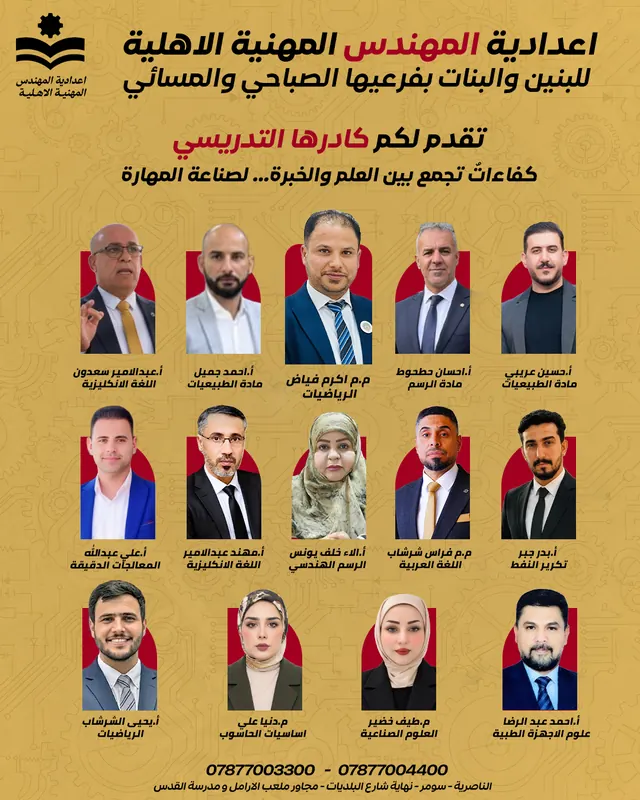 اعدادية المهندس
المهنية الاهلية
اعدادية المهندس المهنية الاهلية
للبنين والبنات بفرعيها الصباحي والمسائي
تقدم لكم كادرها التدريسي
كفاءاتٌ تجمع بين العلم والخبرة... لصناعة المهارة
أ.حسين عريبي
مادة الطبيعيات
أ.احسان حطحوط
مادة الرسم
م.م اكرم فياض
الرياضيات
أ.احمد جميل
مادة الطبيعيات
أ.عبدالامير سعدون
اللغة الانكليزية
أ.بدر جبر
تكرير النفط
م.م فراس شرشاب
اللغة العربية
أ.الاء خلف يونس
الرسم الهندسي
أ.مهند عبدالامير
اللغة الانكليزية
أ.علي عبدالله
المعالجات الدقيقة
أ.احمد عبد الرضا
علوم الاجهزة الطبية
م.طيف خضير
العلوم الصناعية
م.دنيا علي
اساسيات الحاسوب
أ.يحيى الشرشاب
الرياضيات
07877003300 - 07877004400
الناصرية - سومر - نهاية شارع البلديات - مجاور ملعب الارامل و مدرسة القدس